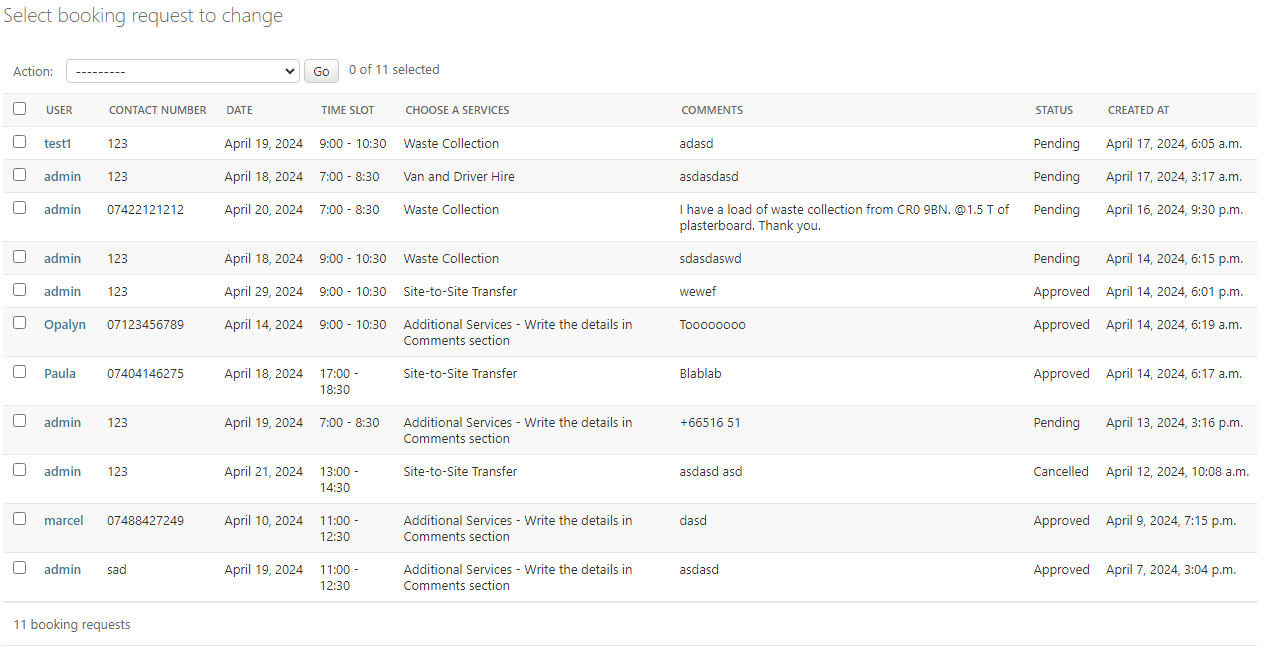 Select booking request to change
Action: --------- Go 0 of 11 selected
USER CONTACT NUMBER DATE TIME SLOT CHOOSE A SERVICES COMMENTS STATUS CREATED AT
test1 123 April 19, 2024 9:00 - 10:30 Waste Collection adasd Pending April 17, 2024, 6:05 a.m.
admin 123 April 18, 2024 7:00 - 8:30 Van and Driver Hire asdasdasd Pending April 17, 2024, 3:17 a.m.
admin 07422121212 April 20, 2024 7:00 - 8:30 Waste Collection I have a load of waste collection from CR0 9BN. @1.5 T of Pending April 16, 2024, 9:30 p.m.
plasterboard. Thank you.
admin 123 April 18, 2024 9:00 - 10:30 Waste Collection sdasdaswd Pending April 14, 2024, 6:15 p.m.
admin 123 April 29, 2024 9:00 - 10:30 Site-to-Site Transfer wewef Approved April 14, 2024, 6:01 p.m.
Opalyn 07123456789 April 14, 2024 9:00 - 10:30 Additional Services - Write the details in Toooooooo Approved April 14, 2024, 6:19 a.m.
Comments section
Paula 07404146275 April 18, 2024 17:00 - Site-to-Site Transfer Blablab Approved April 14, 2024, 6:17 a.m.
18:30
admin 123 April 19, 2024 7:00 - 8:30 Additional Services - Write the details in +66516 51 Pending April 13, 2024, 3:16 p.m.
Comments section
admin 123 April 21, 2024 13:00 - Site-to-Site Transfer asdasd asd Cancelled April 12, 2024, 10:08 a.m.
14:30
marcel 07488427249 April 10, 2024 11:00 - Additional Services - Write the details in dasd Approved April 9, 2024, 7:15 p.m.
12:30 Comments section
admin sad April 19, 2024 11:00 - Additional Services - Write the details in asdasd Approved April 7, 2024, 3:04 p.m.
12:30 Comments section
11 booking requests